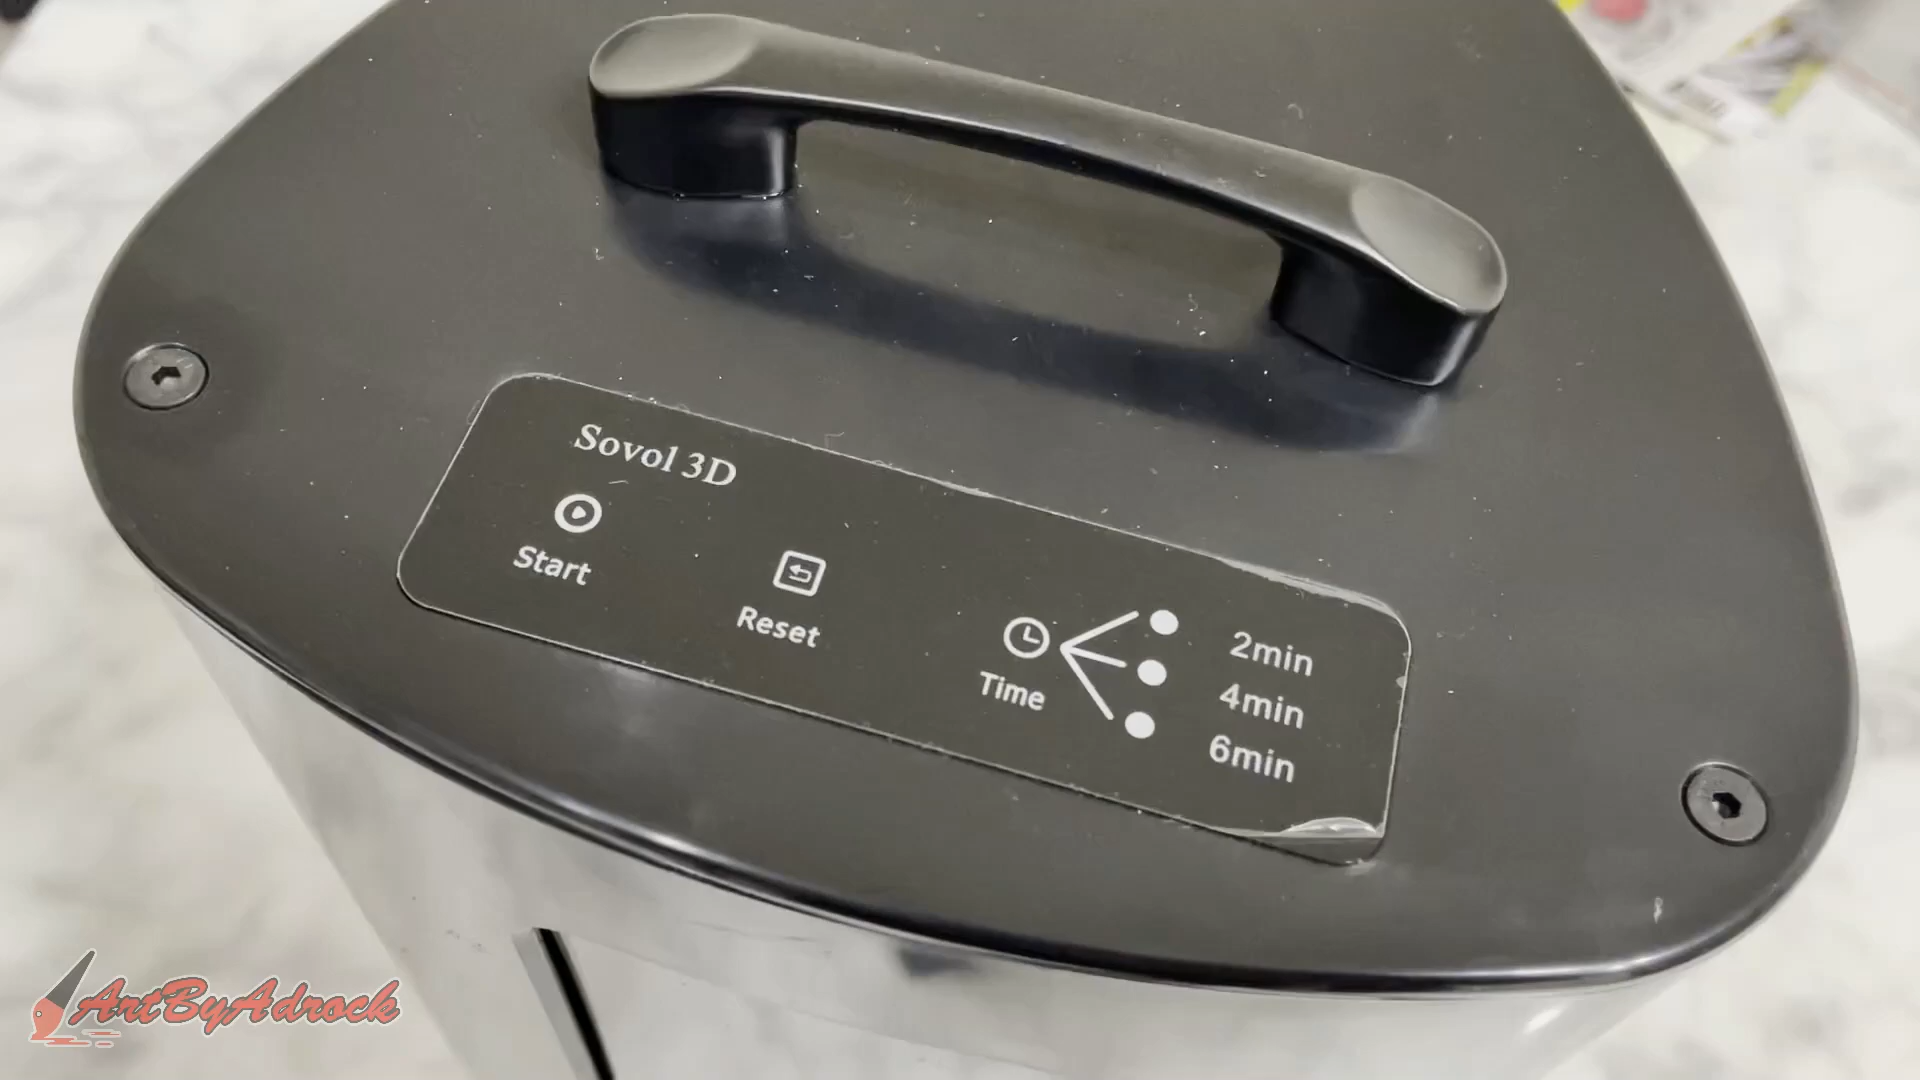 Sovol 3D
Start
Reset
Time
2min
4min
6min
ArtByAdrock